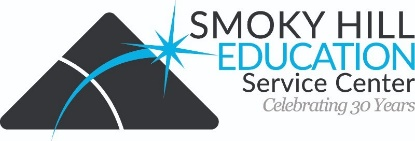 SMOKY HILL
EDUCATION
Service Center
Celebrating 30 Years